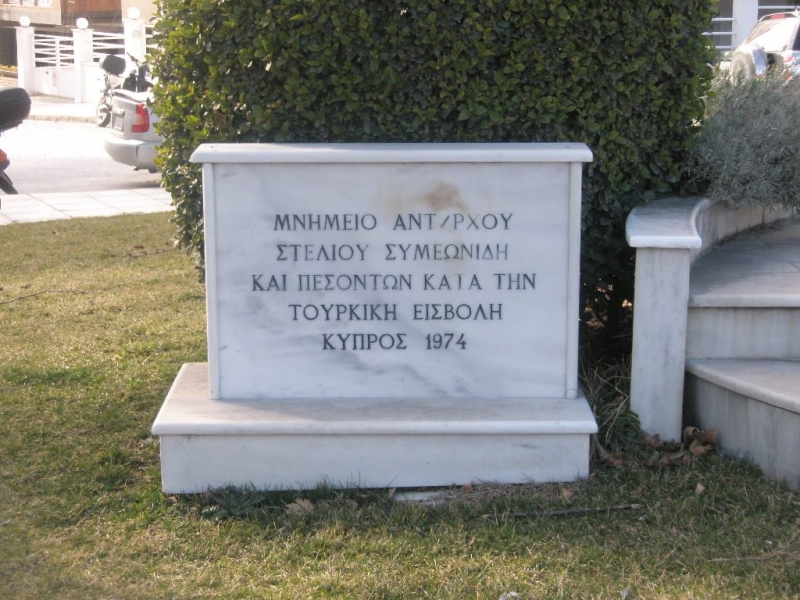 ΜΝΗΜΕΙΟ ΑΝΤ/ΡΧΟΥ
ΣΤΕΛΙΟΥ ΣΥΜΕΩΝΙΔΗ
ΚΑΙ ΠΕΣΟΝΤΩΝ ΚΑΤΑ ΤΗΝ
ΤΟΥΡΚΙΚΗ ΕΙΣΒΟΛΗ
ΚΥΠΡΟΣ 1974